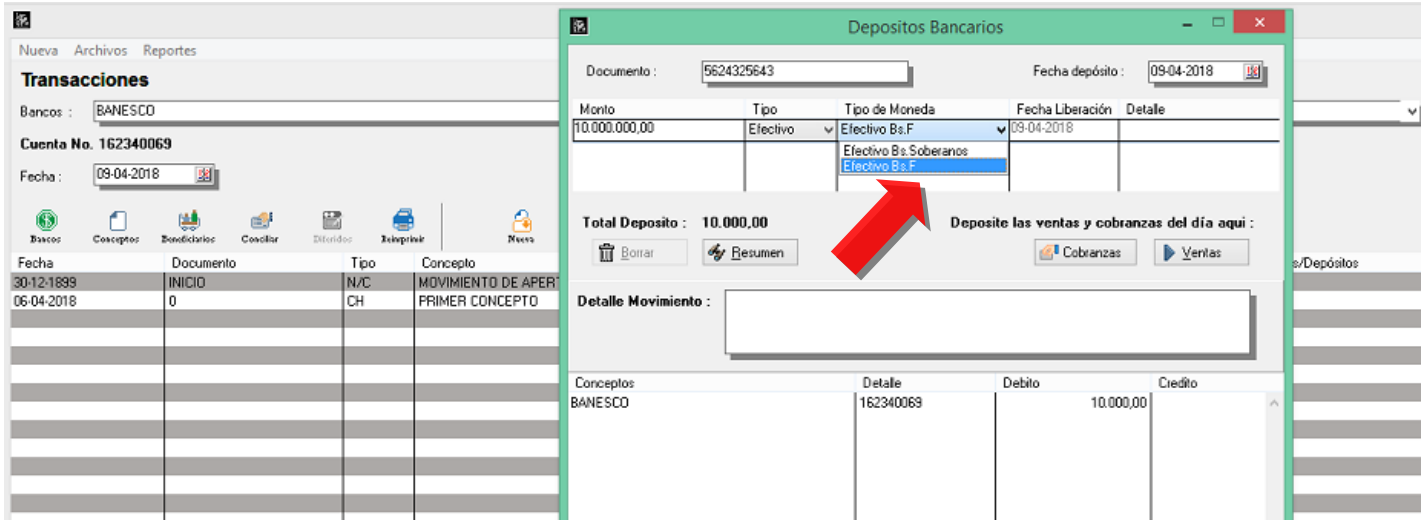 Nueva Archivos Reportes
Transacciones
Bancos : BANESCO
Cuenta No. 162340069
Fecha : 09-04-2018
Bancos Conceptos Beneficiarios Conciliar Diferidos Reimprimir Nueva
Fecha Documento Tipo Concepto
30-12-1899 INICIO N/C MOVIMIENTO DE APERT
06-04-2018 0 CH PRIMER CONCEPTO
s/Depósitos
Depositos Bancarios
Documento : 5624325643 Fecha depósito : 09-04-2018
Monto Tipo Tipo de Moneda Fecha Liberación Detalle
10.000.000,00 Efectivo Efectivo Bs.F 09-04-2018
Efectivo Bs.Soberanos
Efectivo Bs.F
Total Deposito : 10.000,00 Deposite las ventas y cobranzas del día aqui :
Borrar Resumen Cobranzas Ventas
Detalle Movimiento :
Conceptos Detalle Debito Credito
BANESCO 162340069 10.000,00